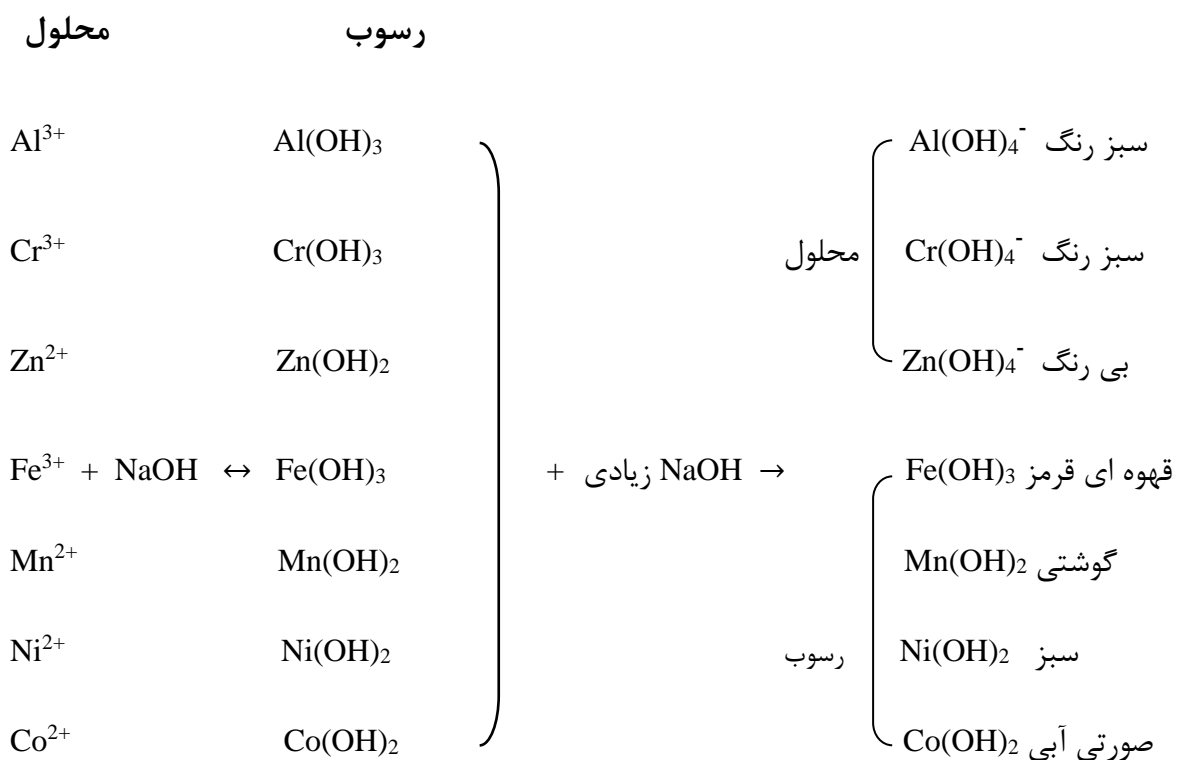 محلول رسوب
Al3+ Al(OH)3 Al(OH)4- سبز رنگ
Cr3+ Cr(OH)3 محلول Cr(OH)4- سبز رنگ
Zn2+ Zn(OH)2 Zn(OH)4- بی رنگ
Fe3+ + NaOH ↔ Fe(OH)3 + زیادی NaOH → Fe(OH)3 قهوه ای قرمز
Mn2+ Mn(OH)2 Mn(OH)2 گوشتی
Ni2+ Ni(OH)2 رسوب Ni(OH)2 سبز
Co2+ Co(OH)2 Co(OH)2 صورتی آبی